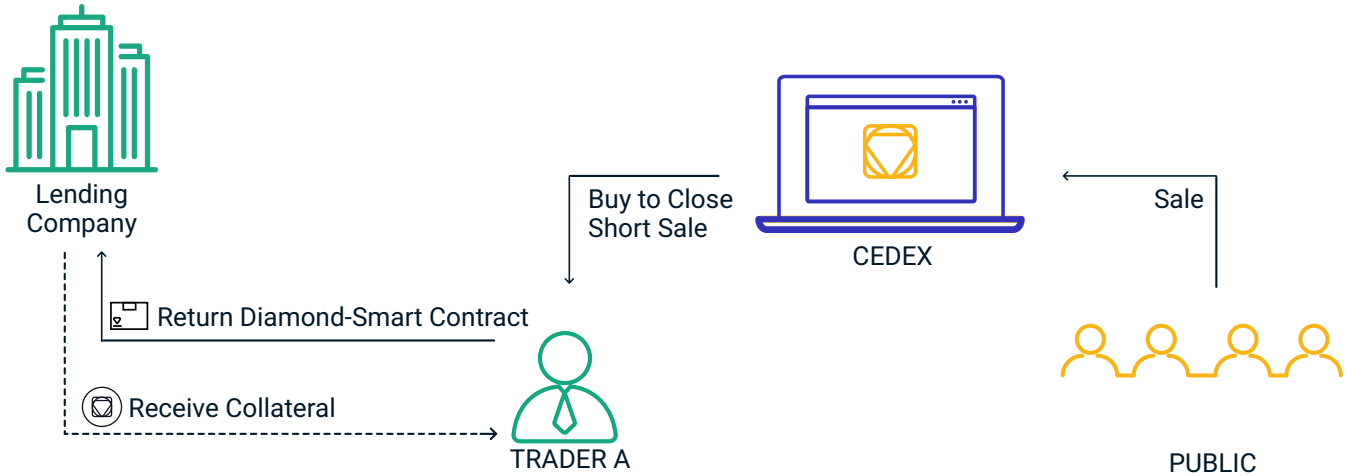 Lending
Company
Buy to Close
Short Sale
CEDEX
Sale
Return Diamond-Smart Contract
Receive Collateral
TRADER A
PUBLIC